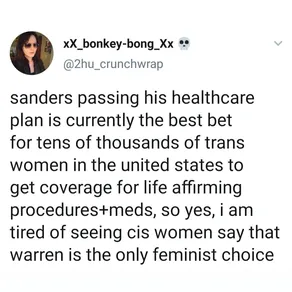 xX_bonkey-bong_Xx 💀
@2hu_crunchwrap
sanders passing his healthcare
plan is currently the best bet
for tens of thousands of trans
women in the united states to
get coverage for life affirming
procedures+meds, so yes, i am
tired of seeing cis women say that
warren is the only feminist choice